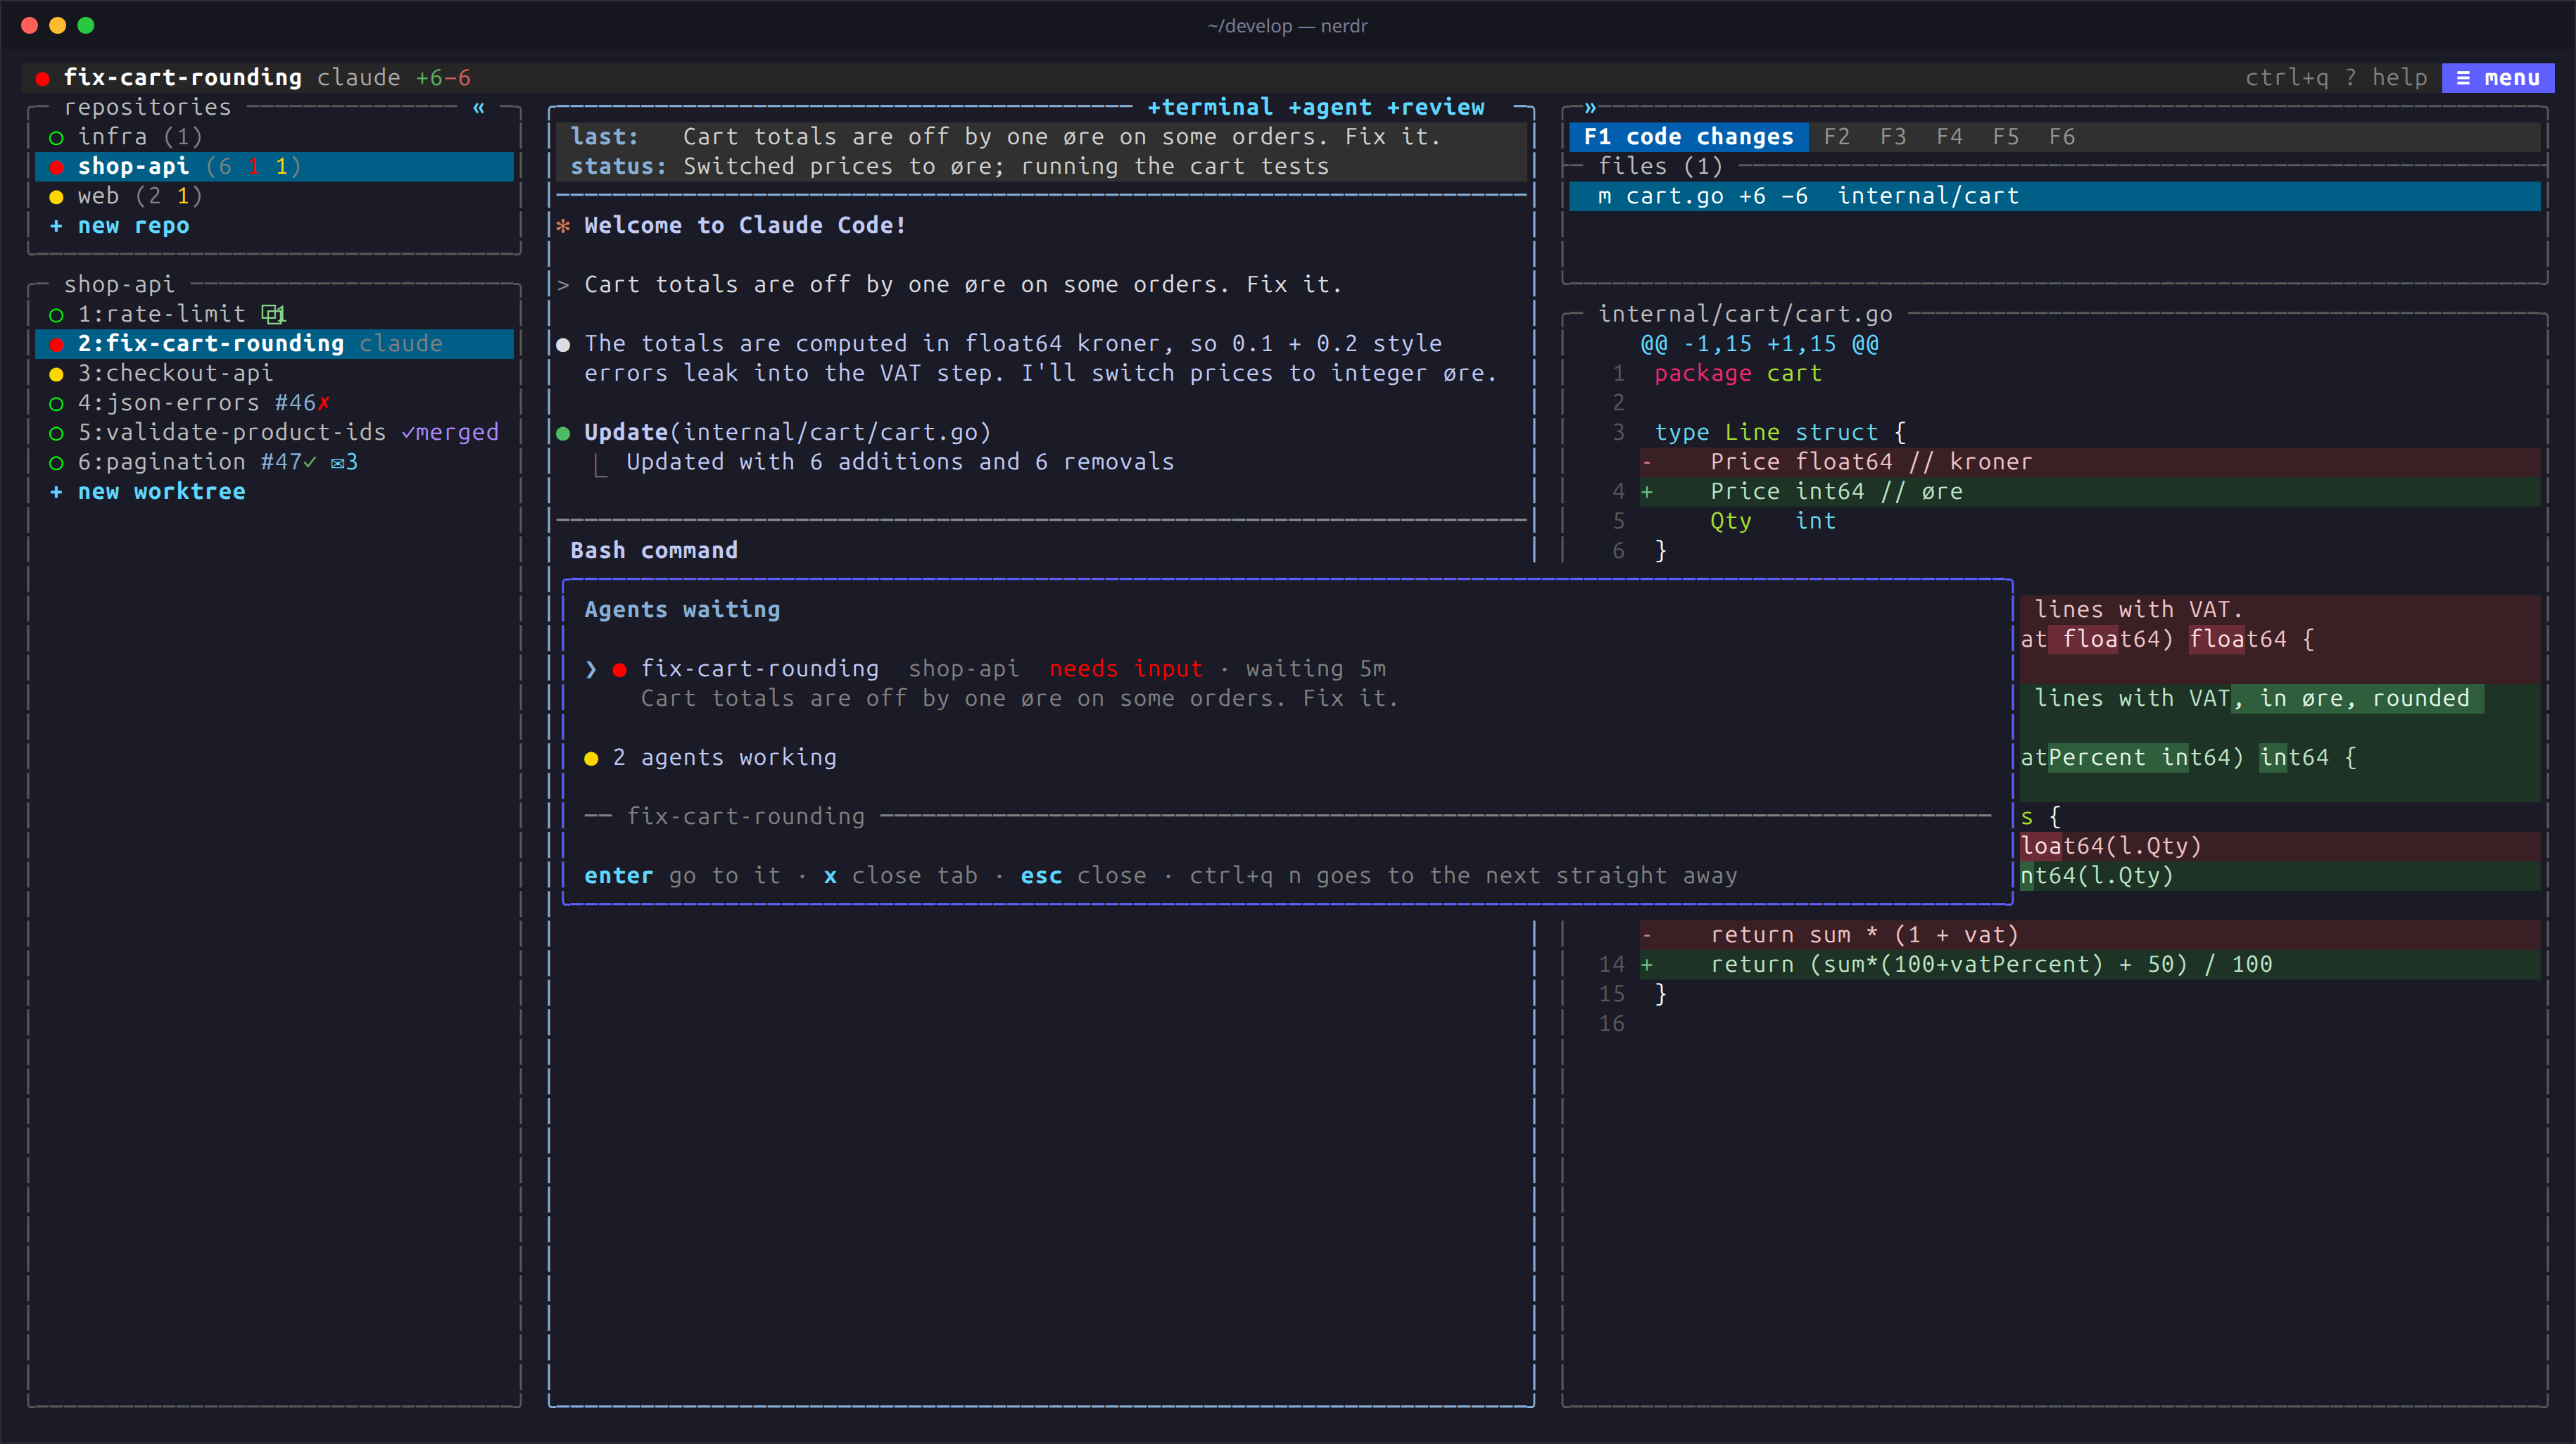 ~/develop — nerdr
● fix-cart-rounding claude +6-6
ctrl+q ? help ≡ menu
repositories «
○ infra (1)
● shop-api (6 1 1)
● web (2 1)
+ new repo
shop-api
○ 1:rate-limit ⧉1
● 2:fix-cart-rounding claude
● 3:checkout-api
○ 4:json-errors #46✗
○ 5:validate-product-ids ✓merged
○ 6:pagination #47✓ ✉3
+ new worktree
+terminal +agent +review
last: Cart totals are off by one øre on some orders. Fix it.
status: Switched prices to øre; running the cart tests
✻ Welcome to Claude Code!
> Cart totals are off by one øre on some orders. Fix it.
● The totals are computed in float64 kroner, so 0.1 + 0.2 style
errors leak into the VAT step. I'll switch prices to integer øre.
● Update(internal/cart/cart.go)
⎿ Updated with 6 additions and 6 removals
Bash command
Agents waiting
❯ ● fix-cart-rounding shop-api needs input · waiting 5m
Cart totals are off by one øre on some orders. Fix it.
● 2 agents working
── fix-cart-rounding
enter go to it · x close tab · esc close · ctrl+q n goes to the next straight away
»
F1 code changes F2 F3 F4 F5 F6
files (1)
m cart.go +6 -6 internal/cart
internal/cart/cart.go
@@ -1,15 +1,15 @@
1 package cart
2
3 type Line struct {
- Price float64 // kroner
4 + Price int64 // øre
5 Qty int
6 }
lines with VAT.
at float64) float64 {
lines with VAT, in øre, rounded
atPercent int64) int64 {
s {
loat64(l.Qty)
nt64(l.Qty)
- return sum * (1 + vat)
14 + return (sum*(100+vatPercent) + 50) / 100
15 }
16